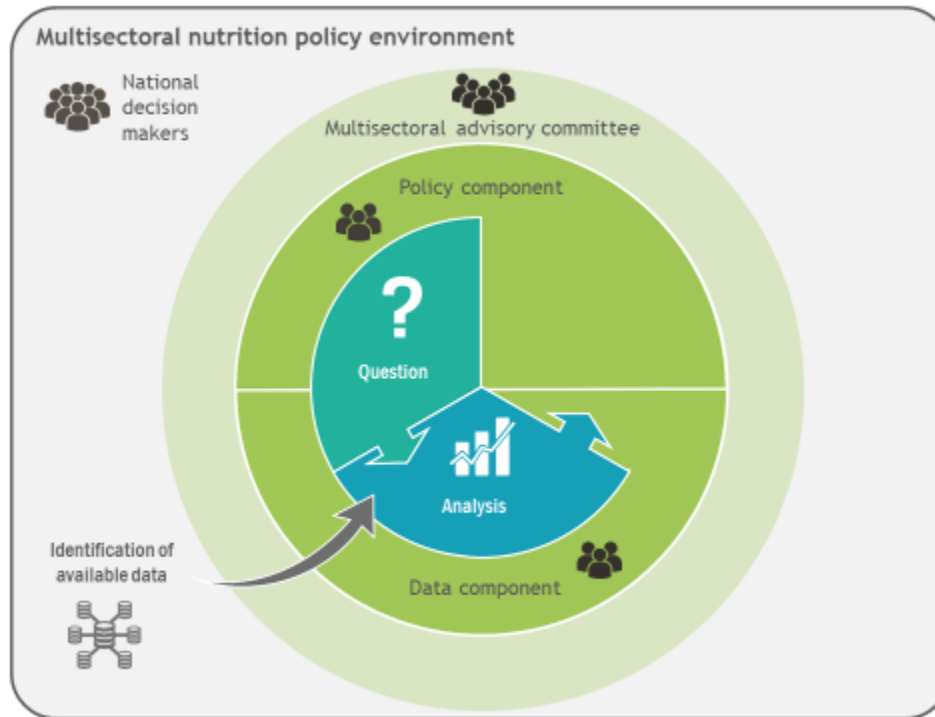 Multisectoral nutrition policy environment
National
decision
makers
Multisectoral advisory committee
Policy component
?
Question
Analysis
Identification of
available data
Data component